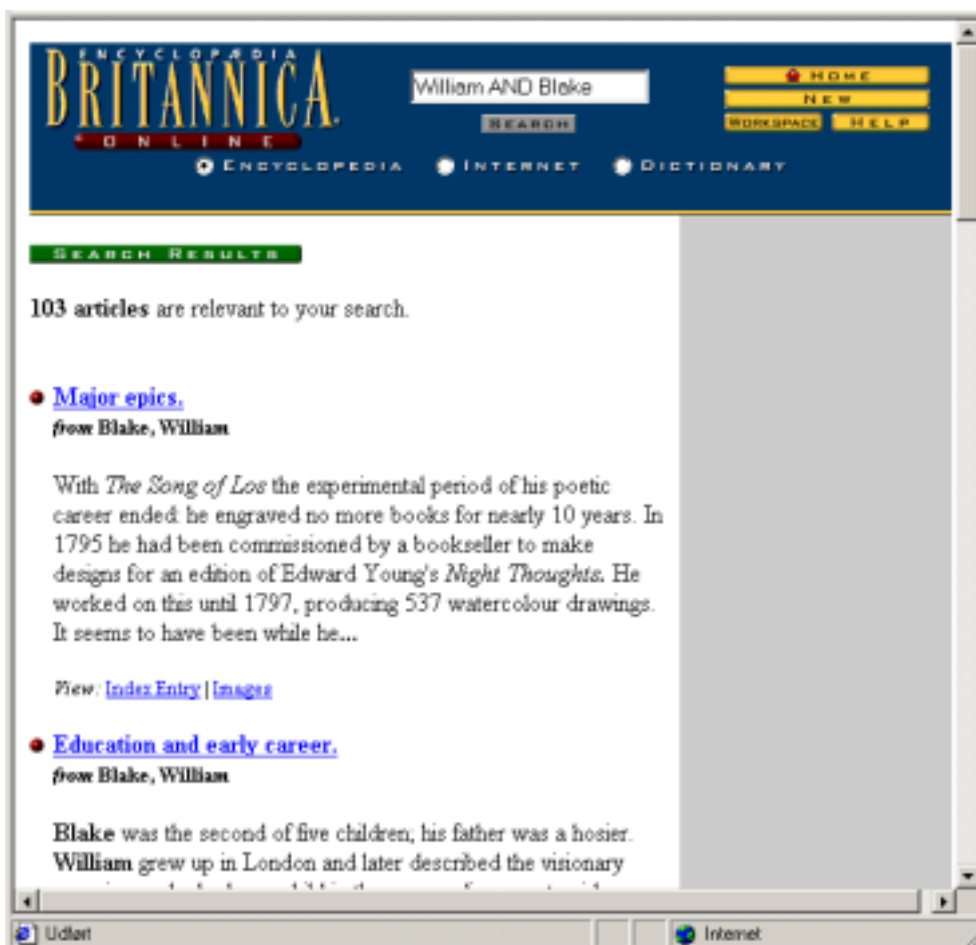 ENCYCLOPÆDIA
BRITANNICA.
ONLINE
William AND Blake
SEARCH
HOME
NEW
WORKSPACE HELP
ENCYCLOPEDIA INTERNET DICTIONARY
SEARCH RESULTS
103 articles are relevant to your search.
Major epics.
from Blake, William
With The Song of Los the experimental period of his poetic
career ended: he engraved no more books for nearly 10 years. In
1795 he had been commissioned by a bookseller to make
designs for an edition of Edward Young's Night Thoughts. He
worked on this until 1797, producing 537 watercolour drawings.
It seems to have been while he...
View: Index Entry | Images
Education and early career.
from Blake, William
Blake was the second of five children; his father was a hosier.
William grew up in London and later described the visionary
Udført
Internet